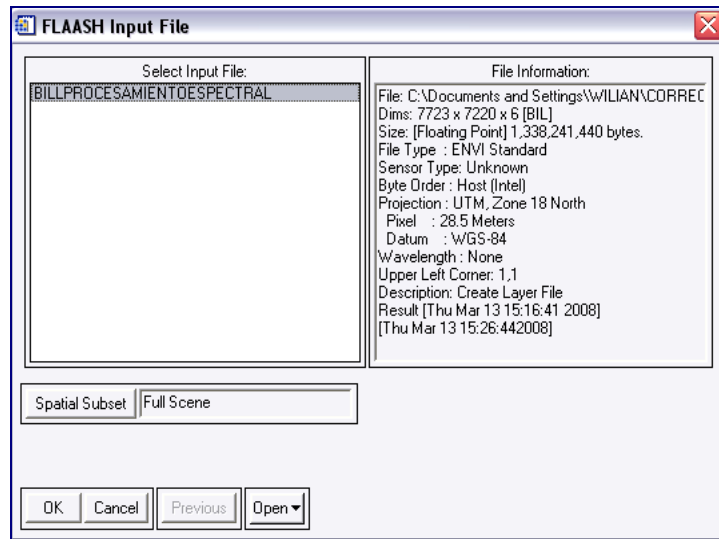 FLAASH Input File
Select Input File:
BILLPROCESAMIENTOESPECTRAL
File Information:
File: C:\Documents and Settings\WILIAN\CORREC
Dims: 7723 x 7220 x 6 [BIL]
Size: [Floating Point] 1,338,241,440 bytes.
File Type : ENVI Standard
Sensor Type: Unknown
Byte Order : Host (Intel)
Projection : UTM, Zone 18 North
Pixel : 28.5 Meters
Datum : WGS-84
Wavelength : None
Upper Left Corner: 1,1
Description: Create Layer File
Result [Thu Mar 13 15:16:41 2008]
[Thu Mar 13 15:26:442008]
Spatial Subset Full Scene
OK Cancel Previous Open